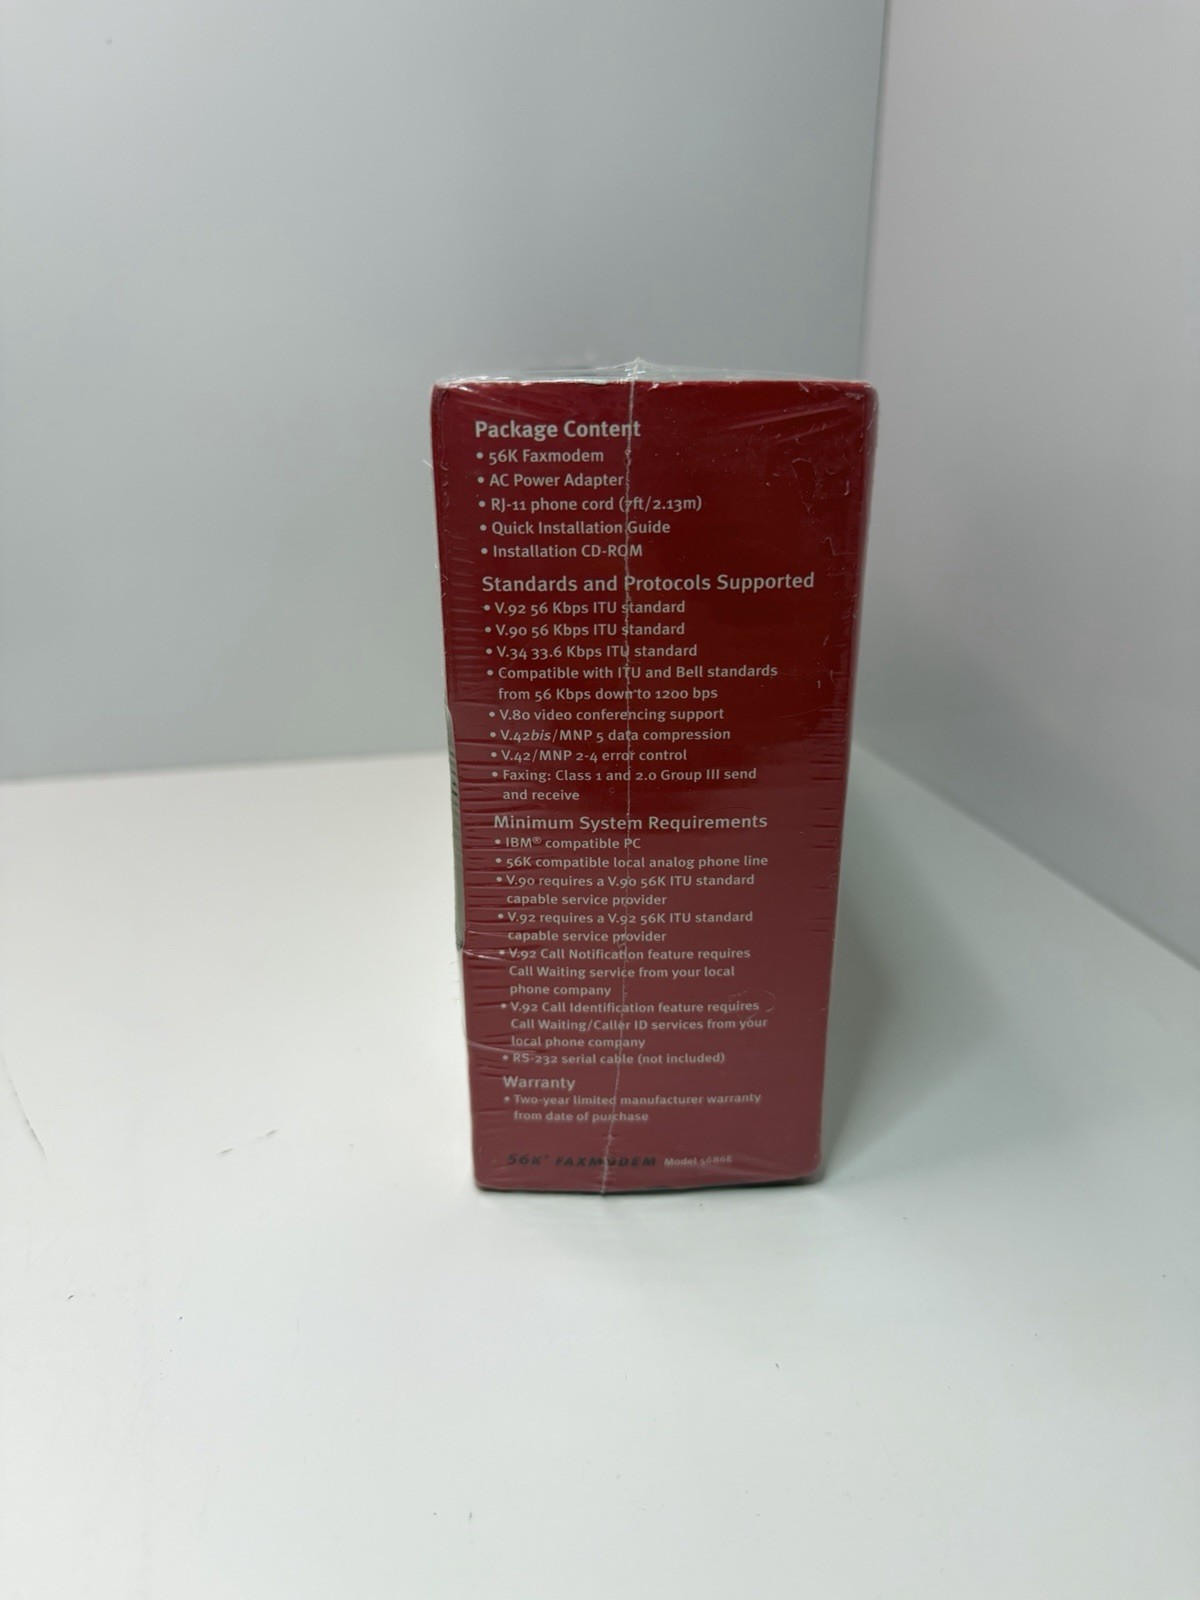 Package Content
• 56K Faxmodem
• AC Power Adapter
• RJ-11 phone cord (7ft/2.13m)
• Quick Installation Guide
• Installation CD-ROM
Standards and Protocols Supported
• V.92 56 Kbps ITU standard
• V.90 56 Kbps ITU standard
• V.34 33.6 Kbps ITU standard
• Compatible with ITU and Bell standards
from 56 Kbps down to 1200 bps
• V.80 video conferencing support
• V.42bis/MNP 5 data compression
• V.42/MNP 2-4 error control
• Faxing: Class 1 and 2.0 Group III send
and receive
Minimum System Requirements
• IBM® compatible PC
• 56K compatible local analog phone line
• V.90 requires a V.90 56K ITU standard
capable service provider
• V.92 requires a V.92 56K ITU standard
capable service provider
• V.92 Call Notification feature requires
Call Waiting service from your local
phone company
• V.92 Call Identification feature requires
Call Waiting/Caller ID services from your
local phone company
• RS-232 serial cable (not included)
Warranty
• Two-year limited manufacturer warranty
from date of purchase
56K* FAXMODEM Model 5686E